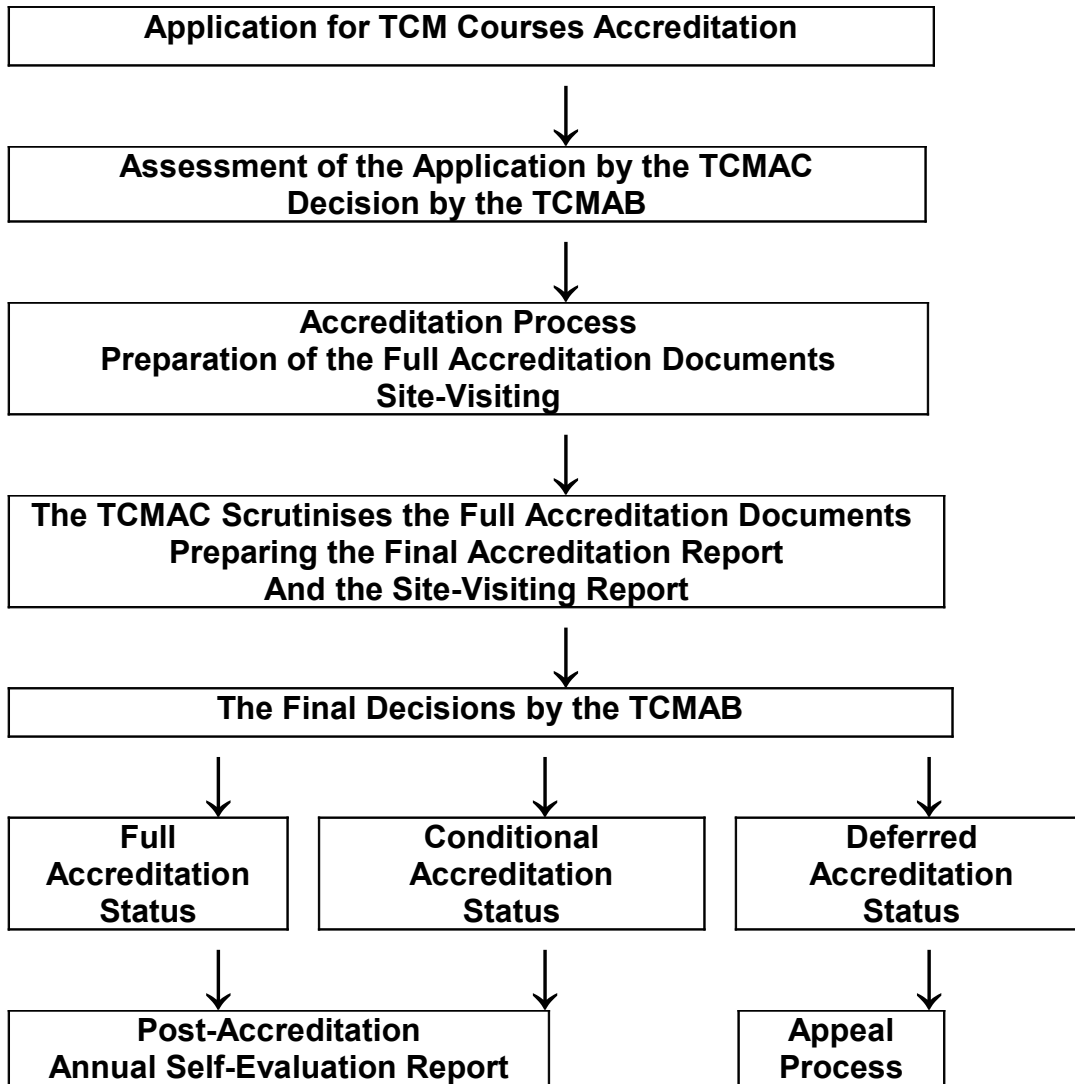 Application for TCM Courses Accreditation
Assessment of the Application by the TCMAC
Decision by the TCMAB
Accreditation Process
Preparation of the Full Accreditation Documents
Site-Visiting
The TCMAC Scrutinises the Full Accreditation Documents
Preparing the Final Accreditation Report
And the Site-Visiting Report
The Final Decisions by the TCMAB
Full
Accreditation
Status
Conditional
Accreditation
Status
Deferred
Accreditation
Status
Post-Accreditation
Annual Self-Evaluation Report
Appeal
Process